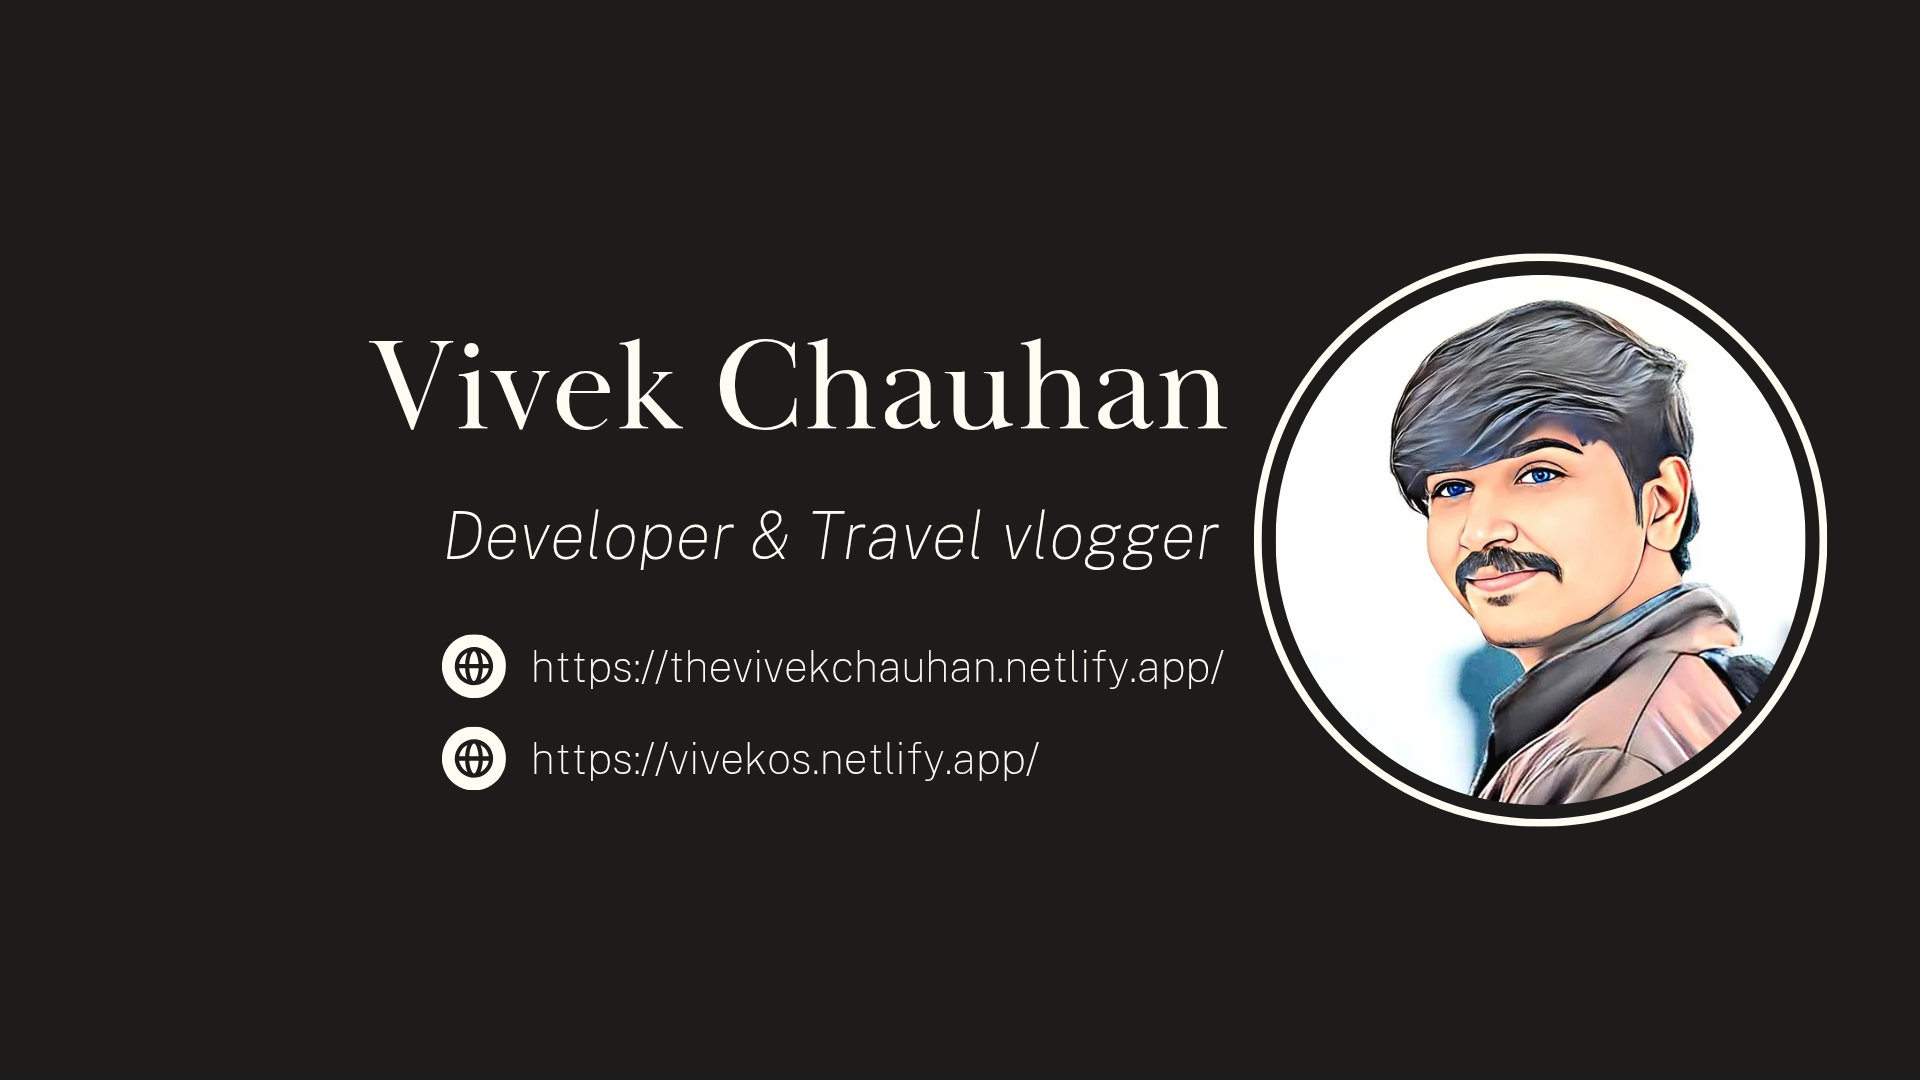 Vivek Chauhan
Developer & Travel vlogger
https://thevivekchauhan.netlify.app/
https://vivekos.netlify.app/